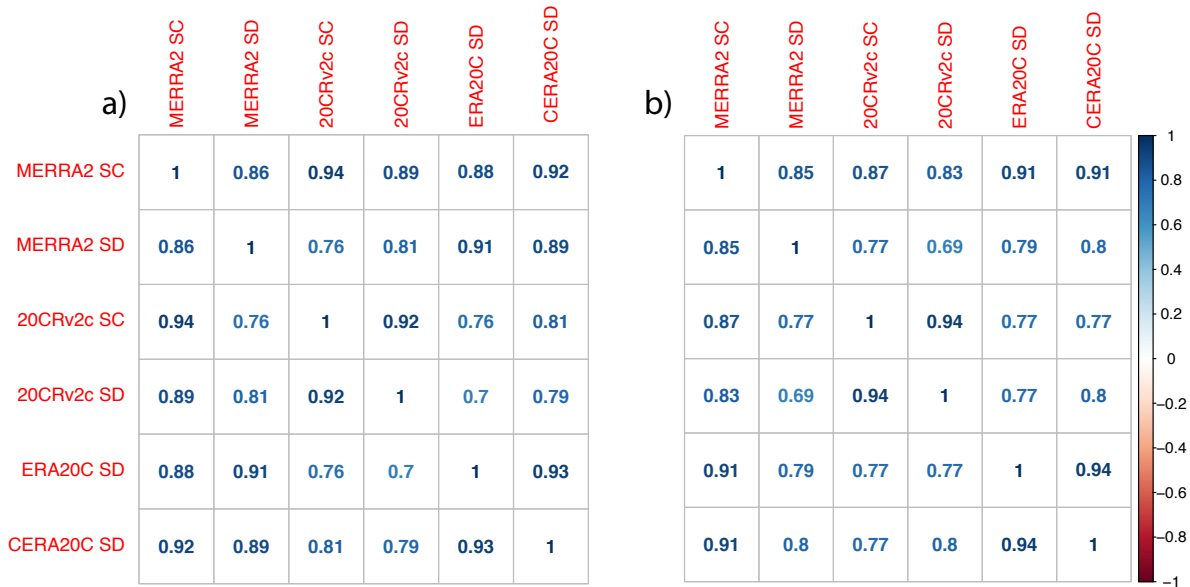 a)
MERRA2 SC MERRA2 SD 20CRv2c SC 20CRv2c SD ERA20C SD CERA20C SD
MERRA2 SC 1 0.86 0.94 0.89 0.88 0.92
MERRA2 SD 0.86 1 0.76 0.81 0.91 0.89
20CRv2c SC 0.94 0.76 1 0.92 0.76 0.81
20CRv2c SD 0.89 0.81 0.92 1 0.7 0.79
ERA20C SD 0.88 0.91 0.76 0.7 1 0.93
CERA20C SD 0.92 0.89 0.81 0.79 0.93 1
b)
MERRA2 SC MERRA2 SD 20CRv2c SC 20CRv2c SD ERA20C SD CERA20C SD
1 0.85 0.87 0.83 0.91 0.91
0.85 1 0.77 0.69 0.79 0.8
0.87 0.77 1 0.94 0.77 0.77
0.83 0.69 0.94 1 0.77 0.8
0.91 0.79 0.77 0.77 1 0.94
0.91 0.8 0.77 0.8 0.94 1
1
0.8
0.6
0.4
0.2
0
−0.2
−0.4
−0.6
−0.8
−1